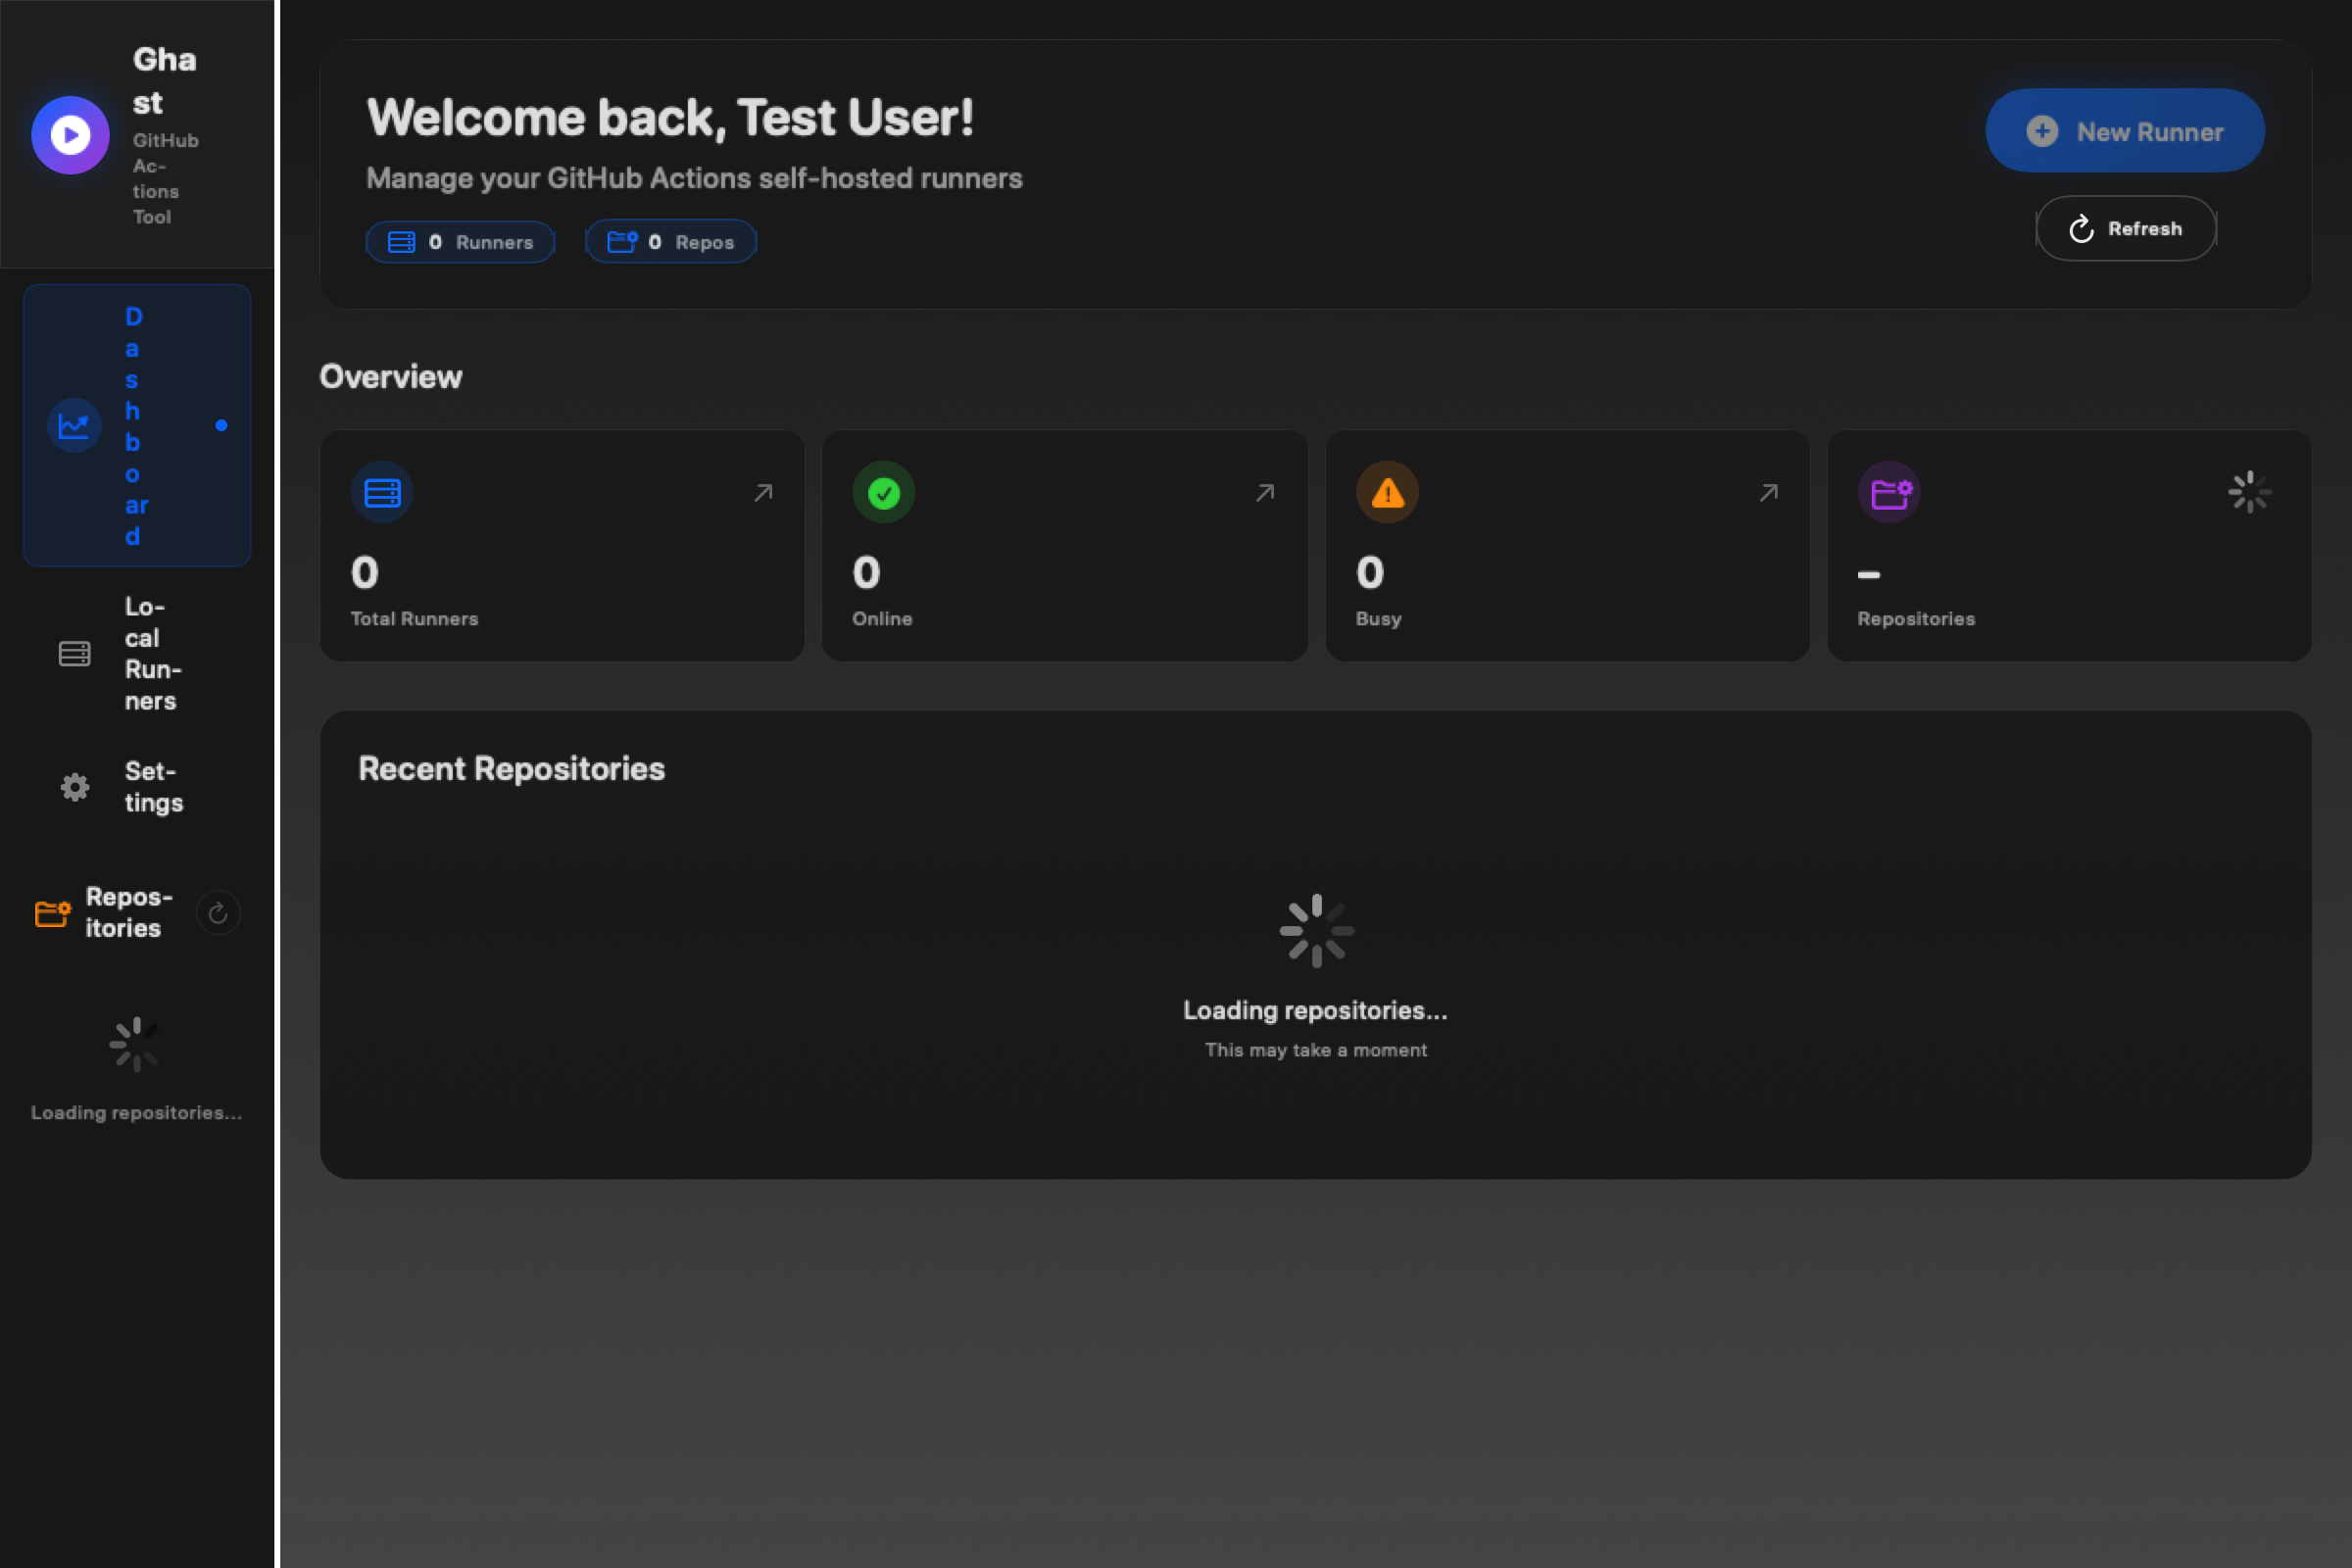 Gha
st
GitHub
Ac-
tions
Tool
D
a
s
h
b
o
ar
d
Lo-
cal
Run-
ners
Set-
tings
Repos-
itories
Loading repositories...
Welcome back, Test User!
Manage your GitHub Actions self-hosted runners
0 Runners
0 Repos
New Runner
Refresh
Overview
0
Total Runners
0
Online
0
Busy
–
Repositories
Recent Repositories
Loading repositories...
This may take a moment